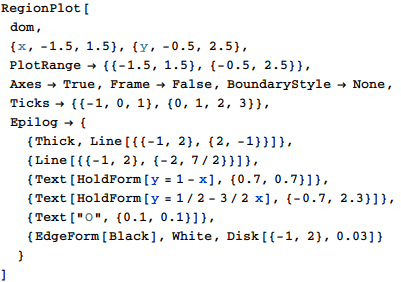 RegionPlot[
dom,
{x, -1.5, 1.5}, {y, -0.5, 2.5},
PlotRange → {{-1.5, 1.5}, {-0.5, 2.5}},
Axes → True, Frame → False, BoundaryStyle → None,
Ticks → {{-1, 0, 1}, {0, 1, 2, 3}},
Epilog → {
{Thick, Line[{{-1, 2}, {2, -1}}]},
{Line[{{-1, 2}, {-2, 7/2}}]},
{Text[HoldForm[y = 1 - x], {0.7, 0.7}]},
{Text[HoldForm[y = 1/2 - 3/2 x], {-0.7, 2.3}]},
{Text["O", {0.1, 0.1}]},
{EdgeForm[Black], White, Disk[{-1, 2}, 0.03]}
}
]